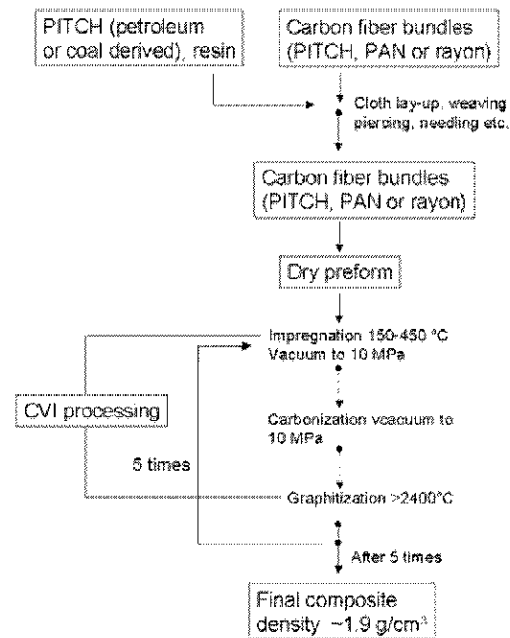 PITCH (petroleum
or coal derived), resin
Carbon fiber bundles
(PITCH, PAN or rayon)
Cloth lay-up, weaving
piercing, needling etc.
Carbon fiber bundles
(PITCH, PAN or rayon)
Dry preform
Impregnation 150-450 °C
Vacuum to 10 MPa
CVI processing
Carbonization vcacuum to
10 MPa
5 times
Graphitization >2400°C
After 5 times
Final composite
density ~1.9 g/cm³